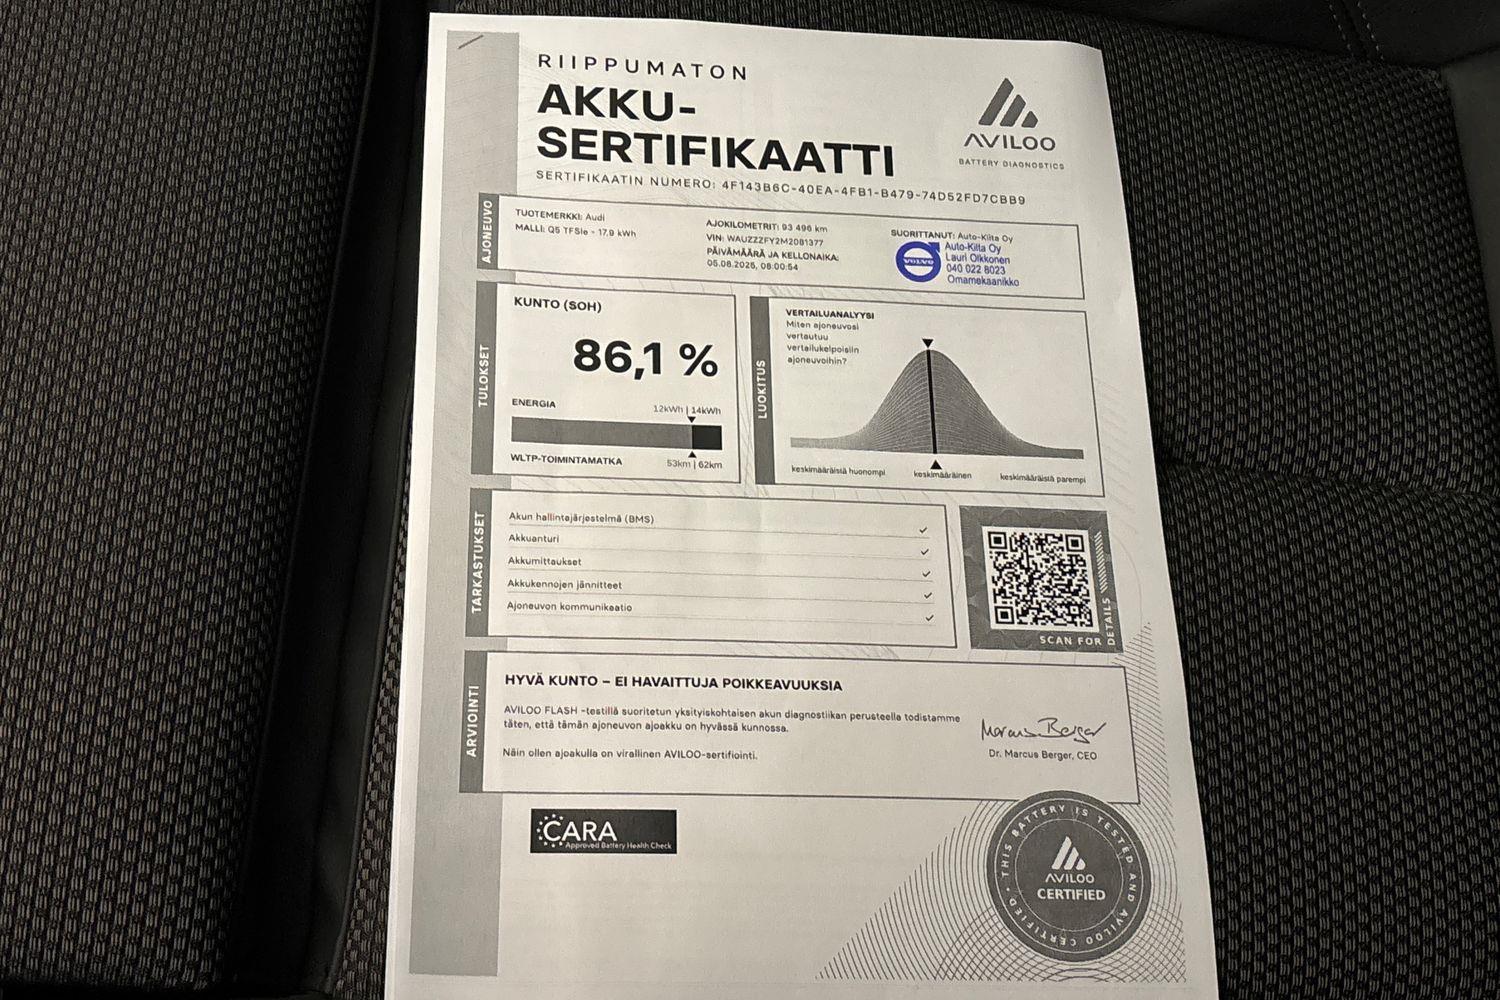 RIIPPUMATON
AKKU-
SERTIFIKAATTI
SERTIFIKAATIN NUMERO: 4F143B6C-40EA-4FB1-B479-74D52FD7CBB9
AVILOO
BATTERY DIAGNOSTICS
AJONEUVO
TUOTEMERKKI: Audi
MALLI: Q5 TFSIe - 17.9 kWh
AJOKILOMETRIT: 93 496 km
VIN: WAUZZZFY2M2081377
PÄIVÄMÄÄRÄ JA KELLONAIKA:
05.08.2025, 08:00:54
SUORITTANUT: Auto-Kilta Oy
VOLVO
Auto-Kilta Oy
Lauri Olkkonen
040 022 8023
Omamekaanikko
TULOKSET
KUNTO (SOH)
86,1 %
ENERGIA
12kWh | 14kWh
WLTP-TOIMINTAMATKA
53km | 62km
LUOKITUS
VERTAILUANALYYSI
Miten ajoneuvosi
vertautuu
vertailukelpoisiin
ajoneuvoihin?
keskimääräistä huonompi
keskimääräinen
keskimääräistä parempi
TARKASTUKSET
Akun hallintajärjestelmä (BMS)
Akkuanturi
Akkumittaukset
Akkukennojen jännitteet
Ajoneuvon kommunikaatio
SCAN FOR
DETAILS
ARVIOINTI
HYVÄ KUNTO – EI HAVAITTUJA POIKKEAVUUKSIA
AVILOO FLASH -testillä suoritetun yksityiskohtaisen akun diagnostiikan perusteella todistamme
täten, että tämän ajoneuvon ajoakku on hyvässä kunnossa.
Näin ollen ajoakulla on virallinen AVILOO-sertifiointi.
Marcus Berger
Dr. Marcus Berger, CEO
CARA
Approved Battery Health Check
THIS BATTERY IS TESTED AND AVILOO CERTIFIED
AVILOO
CERTIFIED